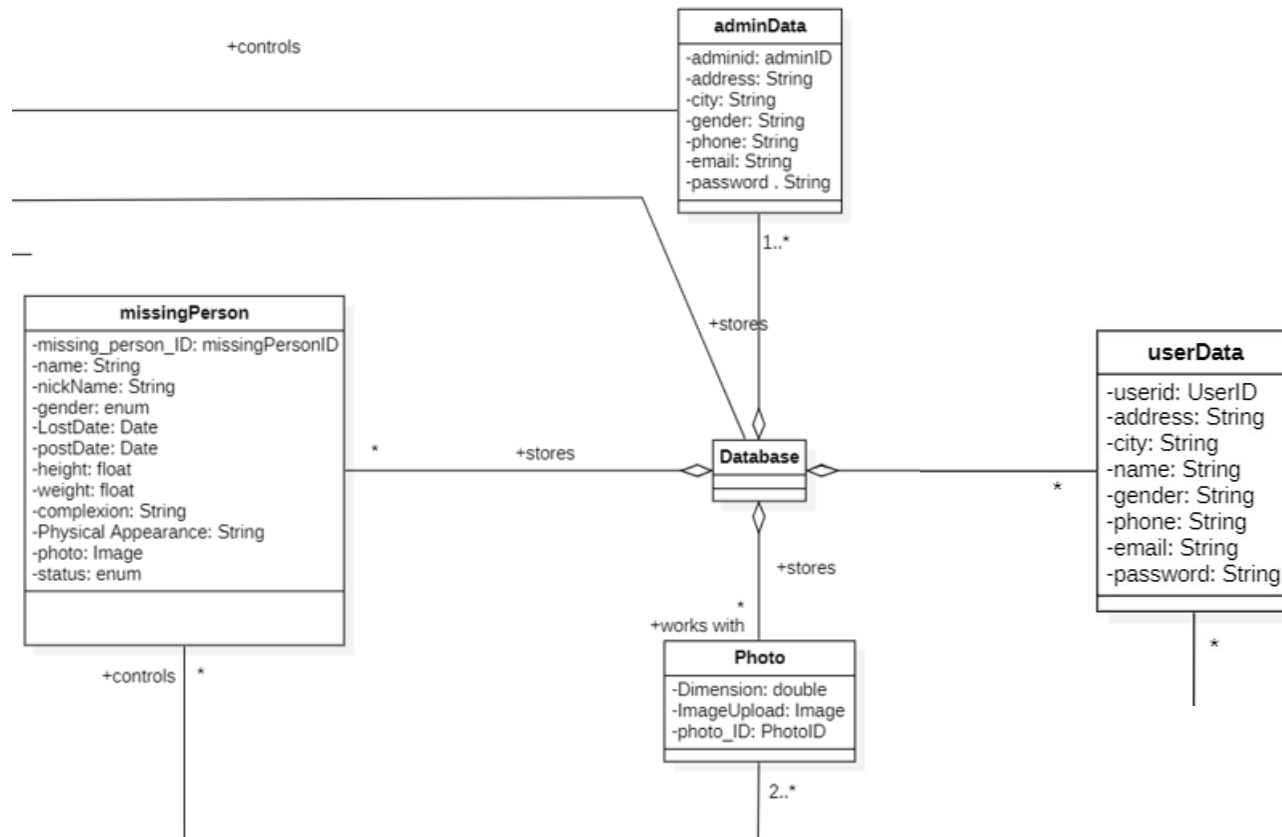 +controls
adminData
-adminid: adminID
-address: String
-city: String
-gender: String
-phone: String
-email: String
-password . String
1..*
+stores
missingPerson
-missing_person_ID: missingPersonID
-name: String
-nickName: String
-gender: enum
-LostDate: Date
-postDate: Date
-height: float
-weight: float
-complexion: String
-Physical Appearance: String
-photo: Image
-status: enum
*
+stores
Database
*
userData
-userid: UserID
-address: String
-city: String
-name: String
-gender: String
-phone: String
-email: String
-password: String
*
+stores
*
+works with
Photo
-Dimension: double
-ImageUpload: Image
-photo_ID: PhotoID
2..*
+controls
*